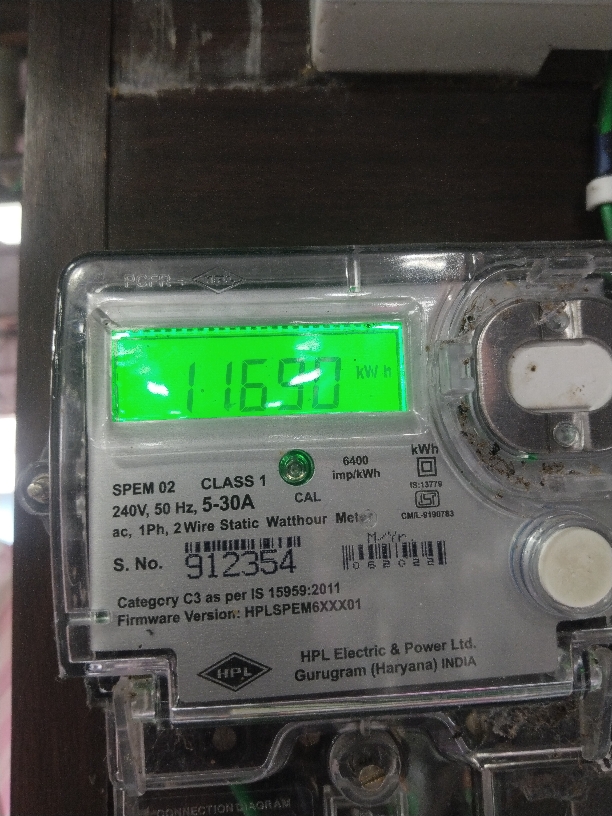 11690 kWh
SPEM 02 CLASS 1
240V, 50 Hz, 5-30A
ac, 1Ph, 2 Wire Static Watthour Meter
CAL
6400
imp/kWh
kWh
IS:13779
CM/L-9190783
S. No. 912354
M/Yr.
062022
Category C3 as per IS 15959:2011
Firmware Version: HPLSPEM6XXX01
HPL
HPL Electric & Power Ltd.
Gurugram (Haryana) INDIA
CONNECTION DIAGRAM